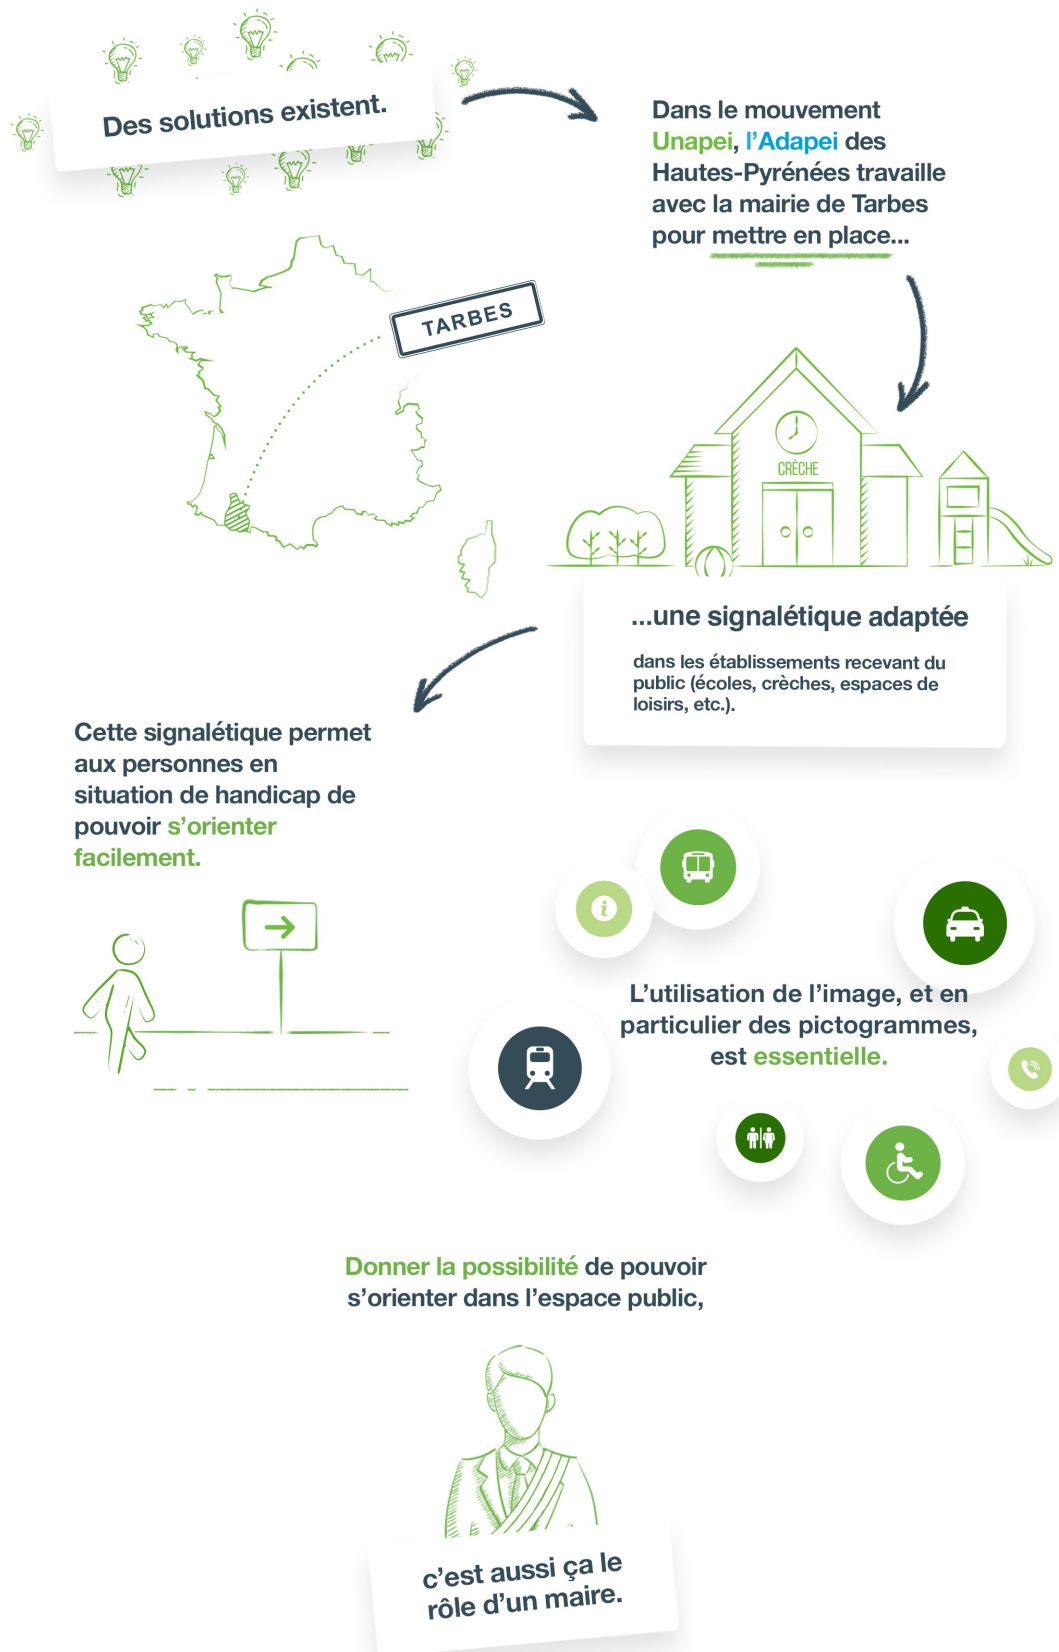 Des solutions existent.
Dans le mouvement
Unapei, l’Adapei des
Hautes-Pyrénées travaille
avec la mairie de Tarbes
pour mettre en place...
TARBES
CRÈCHE
...une signalétique adaptée
dans les établissements recevant du
public (écoles, crèches, espaces de
loisirs, etc.).
Cette signalétique permet
aux personnes en
situation de handicap de
pouvoir s’orienter
facilement.
L’utilisation de l’image, et en
particulier des pictogrammes,
est essentielle.
Donner la possibilité de pouvoir
s’orienter dans l’espace public,
c’est aussi ça le
rôle d’un maire.